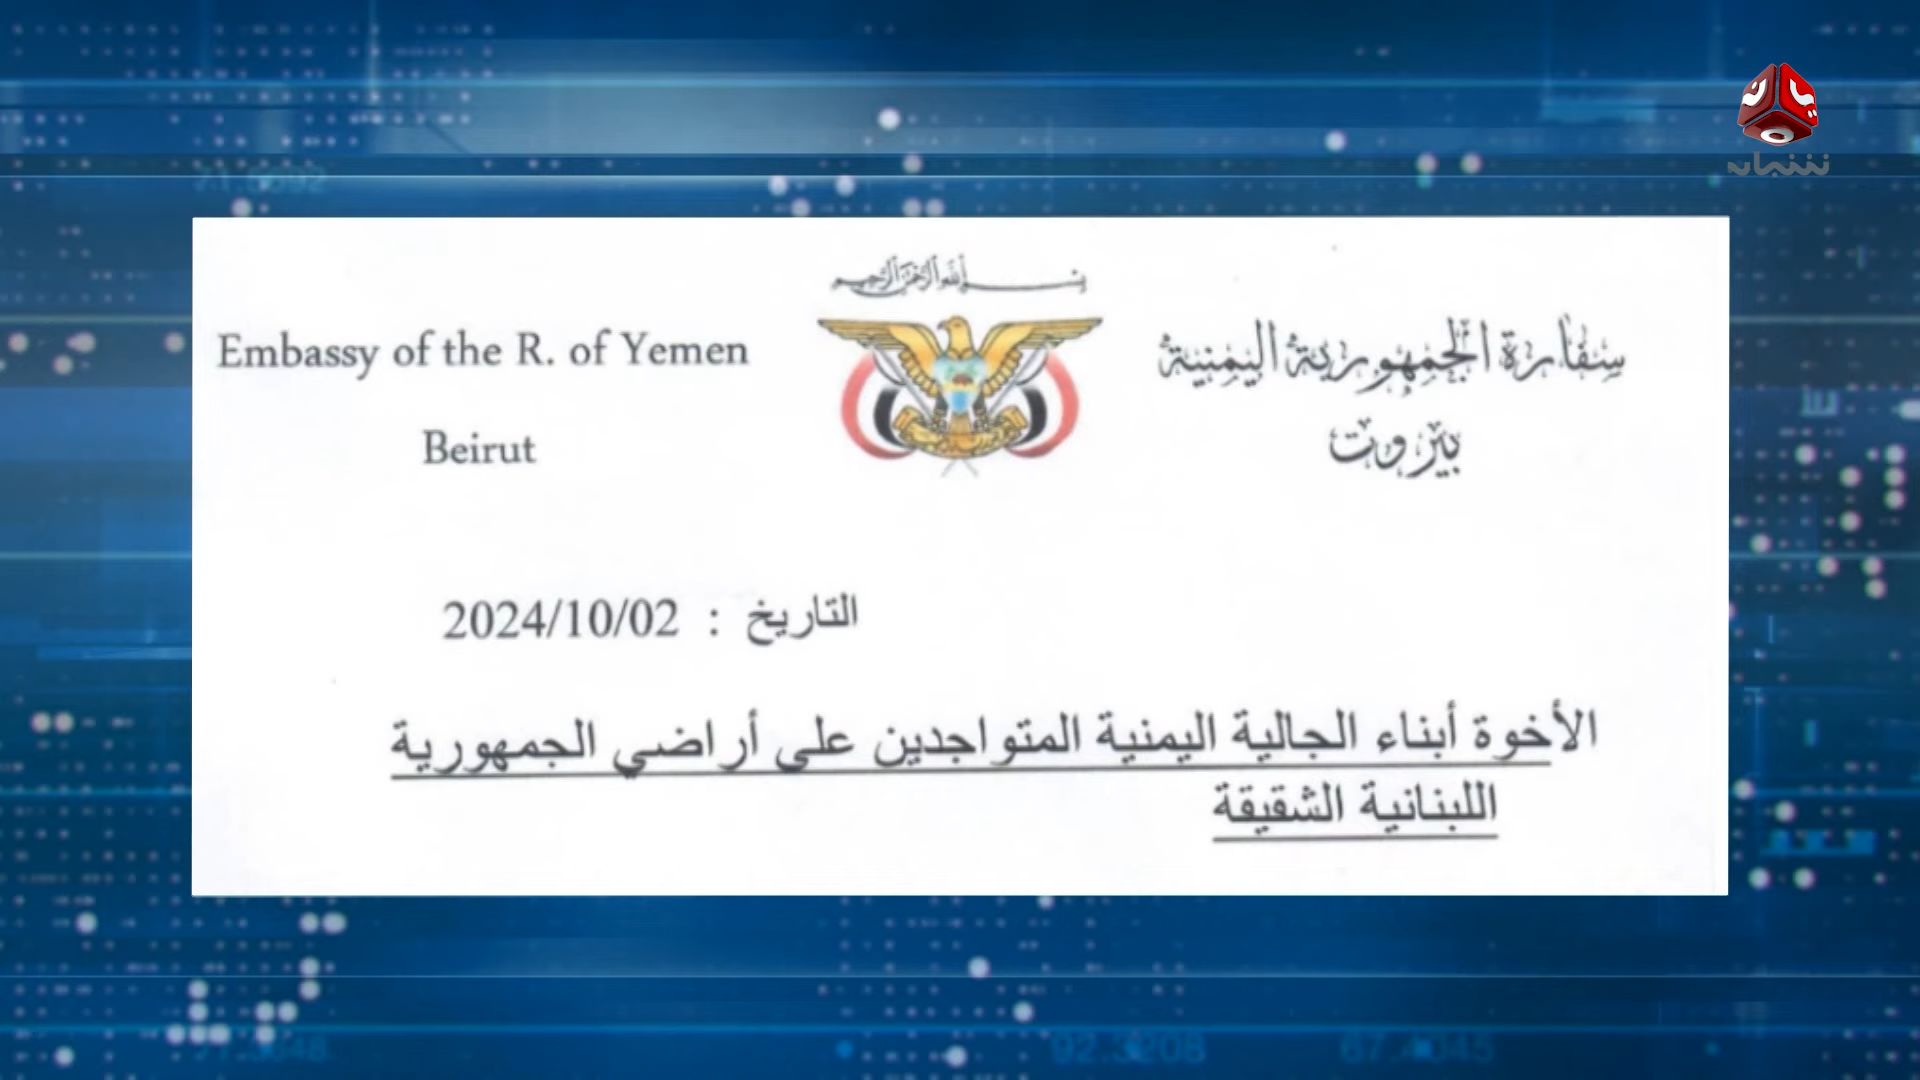 بسم الله الرحمن الرحيم
سفارة الجمهورية اليمنية
بيروت
Embassy of the R. of Yemen
Beirut
التاريخ : 2024/10/02
الأخوة أبناء الجالية اليمنية المتواجدين على أراضي الجمهورية
اللبنانية الشقيقة